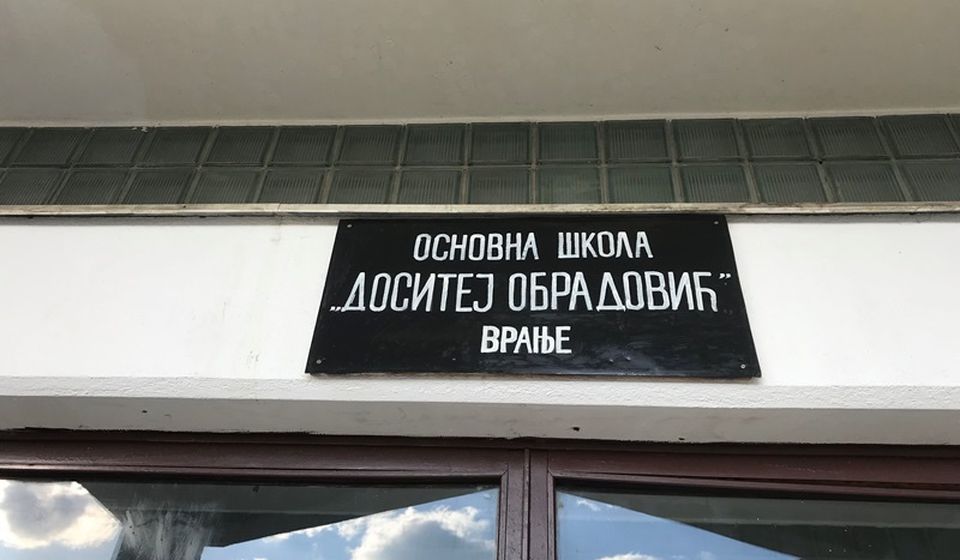 ОСНОВНА ШКОЛА
„ДОСИТЕЈ ОБРАДОВИЋ”
ВРАЊЕ